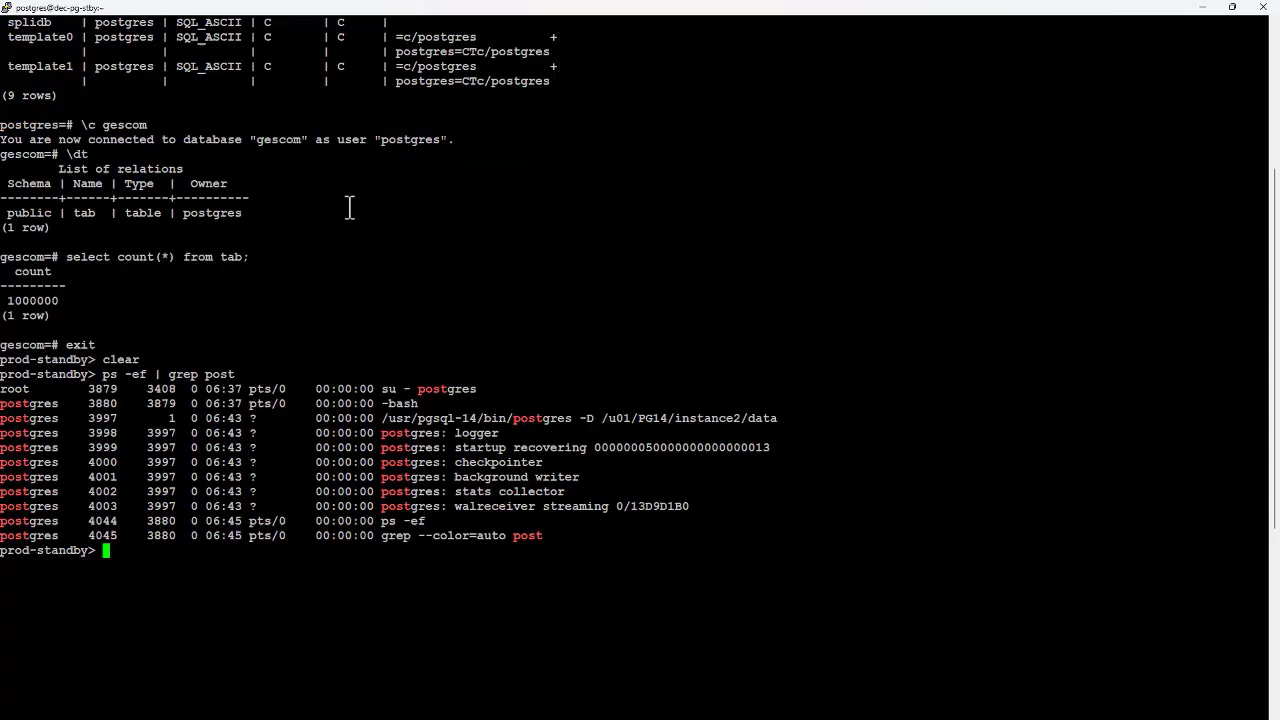 postgres@dec-pg-stby:~
splidb | postgres | SQL_ASCII | C | C |
template0 | postgres | SQL_ASCII | C | C | =c/postgres +
| | | | | postgres=CTc/postgres
template1 | postgres | SQL_ASCII | C | C | =c/postgres +
| | | | | postgres=CTc/postgres
(9 rows)
postgres=# \c gescom
You are now connected to database "gescom" as user "postgres".
gescom=# \dt
List of relations
Schema | Name | Type | Owner
--------+------+-------+----------
public | tab | table | postgres
(1 row)
gescom=# select count(*) from tab;
count
---------
1000000
(1 row)
gescom=# exit
prod-standby> clear
prod-standby> ps -ef | grep post
root 3879 3408 0 06:37 pts/0 00:00:00 su - postgres
postgres 3880 3879 0 06:37 pts/0 00:00:00 -bash
postgres 3997 1 0 06:43 ? 00:00:00 /usr/pgsql-14/bin/postgres -D /u01/PG14/instance2/data
postgres 3998 3997 0 06:43 ? 00:00:00 postgres: logger
postgres 3999 3997 0 06:43 ? 00:00:00 postgres: startup recovering 000000050000000000000013
postgres 4000 3997 0 06:43 ? 00:00:00 postgres: checkpointer
postgres 4001 3997 0 06:43 ? 00:00:00 postgres: background writer
postgres 4002 3997 0 06:43 ? 00:00:00 postgres: stats collector
postgres 4003 3997 0 06:43 ? 00:00:00 postgres: walreceiver streaming 0/13D9D1B0
postgres 4044 3880 0 06:45 pts/0 00:00:00 ps -ef
postgres 4045 3880 0 06:45 pts/0 00:00:00 grep --color=auto post
prod-standby>